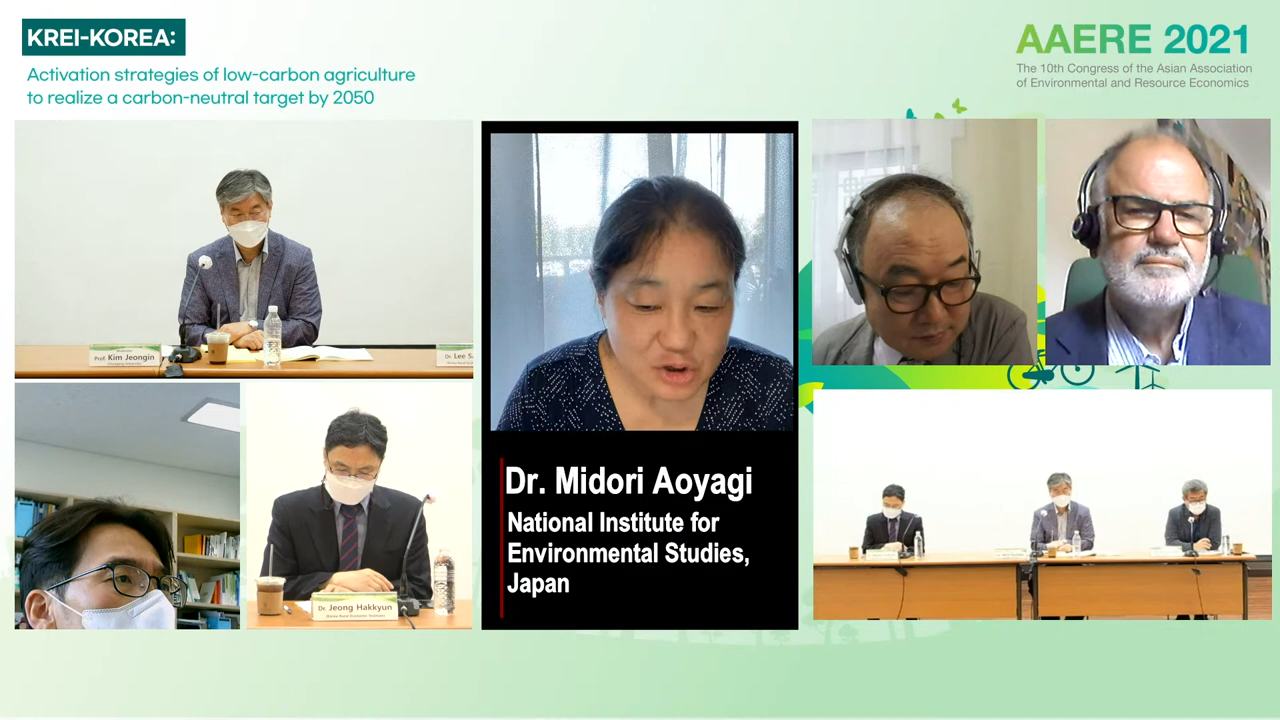 KREI-KOREA:
Activation strategies of low-carbon agriculture
to realize a carbon-neutral target by 2050
AAERE 2021
The 10th Congress of the Asian Association
of Environmental and Resource Economics
Prof. Kim Jeongin
Dr. Lee
Dr. Jeong Hakkyun
Dr. Midori Aoyagi
National Institute for
Environmental Studies,
Japan